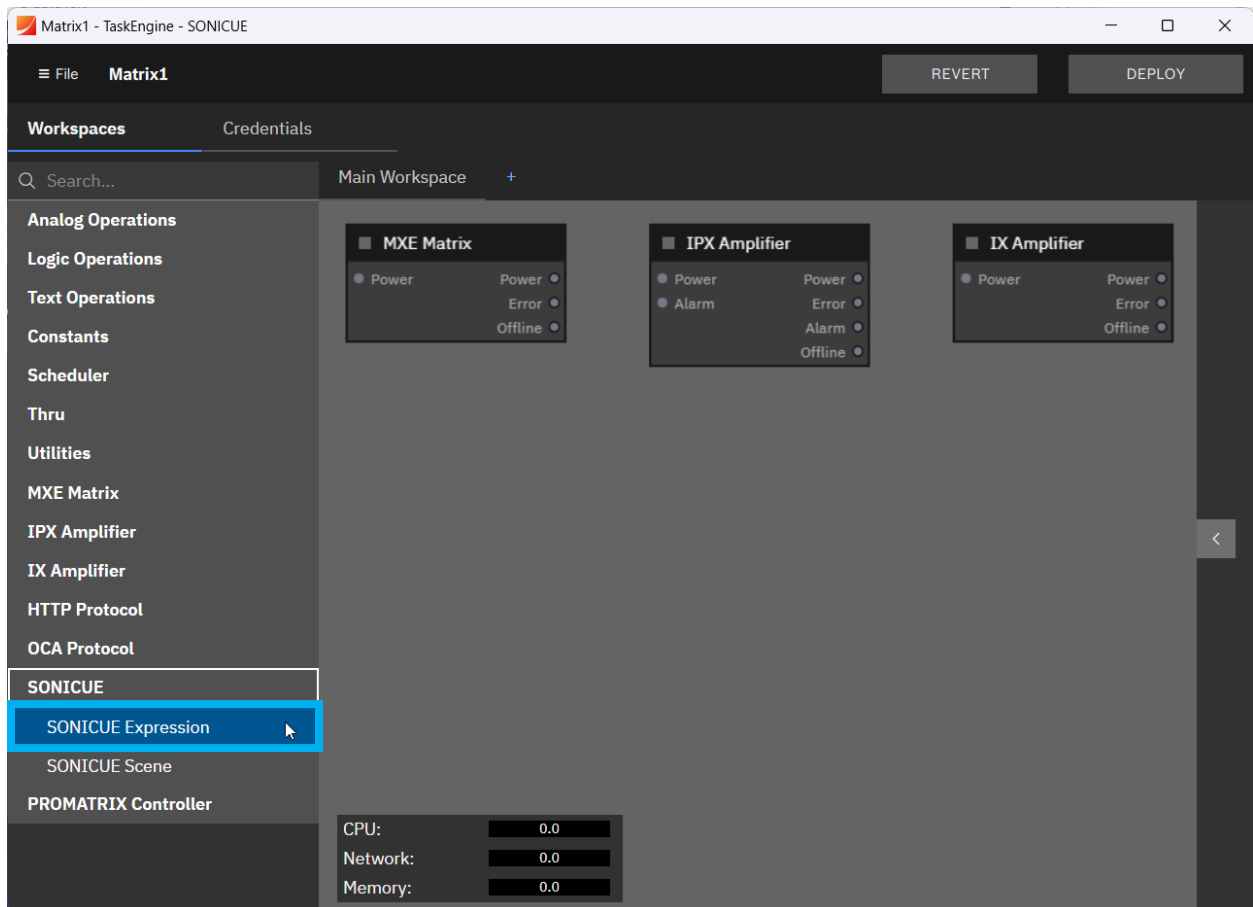 Matrix1 - TaskEngine - SONICUE
≡ File Matrix1 REVERT DEPLOY
Workspaces Credentials
Search... Main Workspace +
Analog Operations
Logic Operations
Text Operations
Constants
Scheduler
Thru
Utilities
MXE Matrix
IPX Amplifier
IX Amplifier
HTTP Protocol
OCA Protocol
SONICUE
SONICUE Expression
SONICUE Scene
PROMATRIX Controller
MXE Matrix
Power Power
Error
Offline
IPX Amplifier
Power Power
Alarm Error
Alarm
Offline
IX Amplifier
Power Power
Error
Offline
CPU: 0.0
Network: 0.0
Memory: 0.0